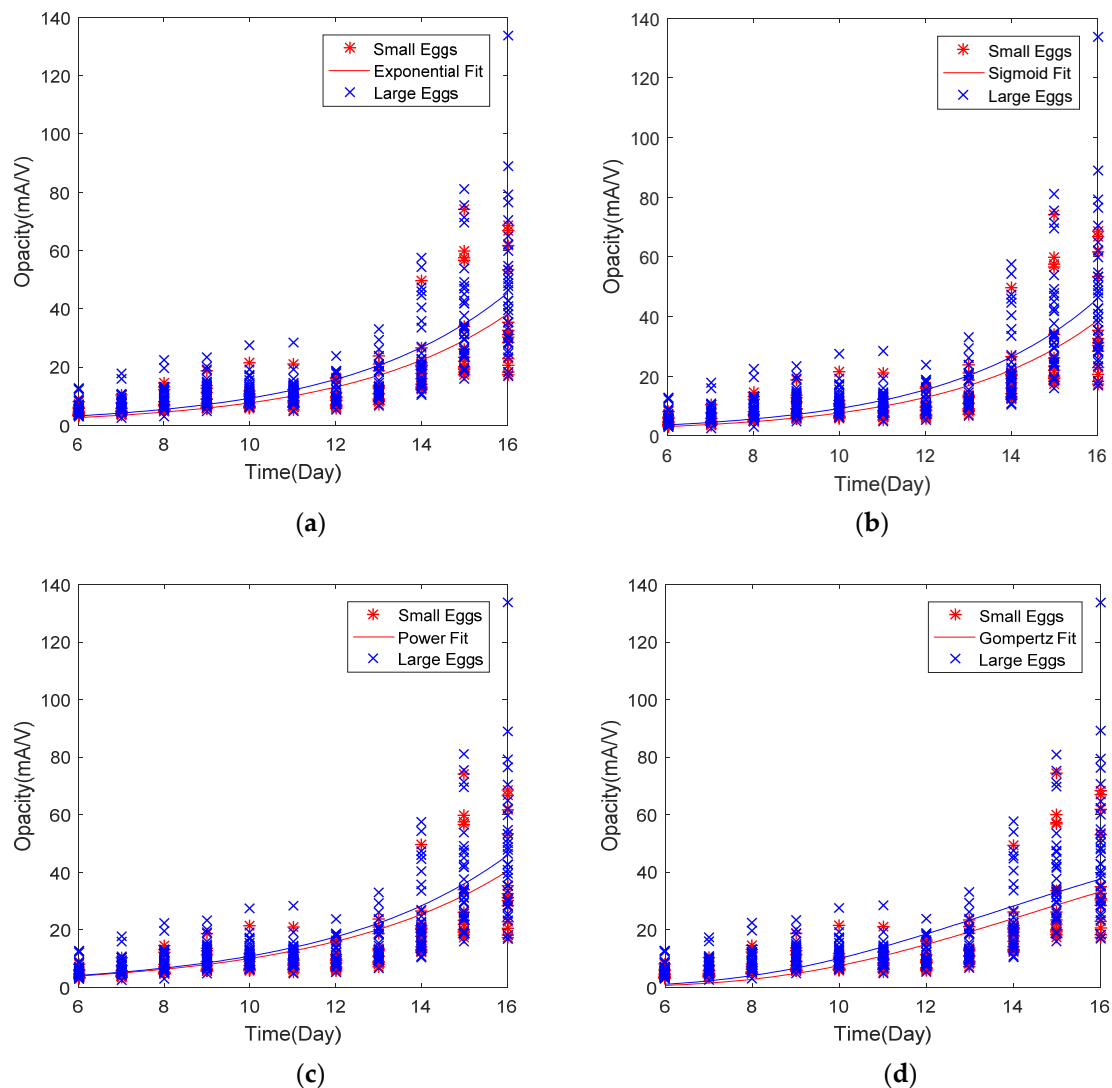 140
120
100
80
60
40
20
0
Opacity(mA/V)
Small Eggs
Exponential Fit
Large Eggs
6 8 10 12 14 16
Time(Day)
(a)
140
120
100
80
60
40
20
0
Opacity(mA/V)
Small Eggs
Sigmoid Fit
Large Eggs
6 8 10 12 14 16
Time(Day)
(b)
140
120
100
80
60
40
20
0
Opacity(mA/V)
Small Eggs
Power Fit
Large Eggs
6 8 10 12 14 16
Time(Day)
(c)
140
120
100
80
60
40
20
0
Opacity(mA/V)
Small Eggs
Gompertz Fit
Large Eggs
6 8 10 12 14 16
Time(Day)
(d)